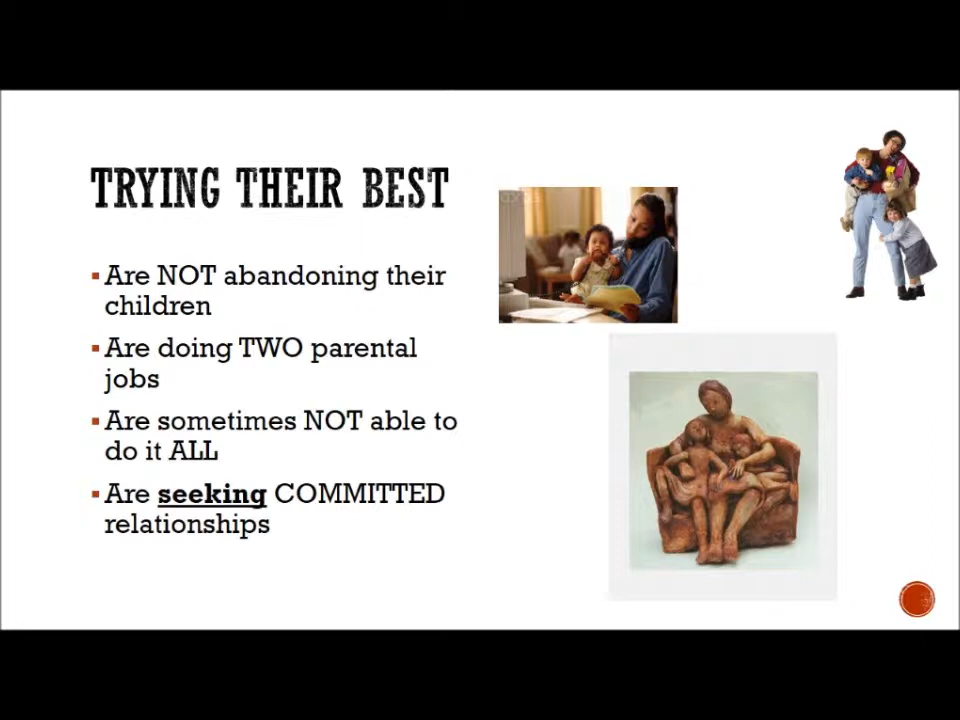 TRYING THEIR BEST
▪Are NOT abandoning their
children
▪Are doing TWO parental
jobs
▪Are sometimes NOT able to
do it ALL
▪Are seeking COMMITTED
relationships